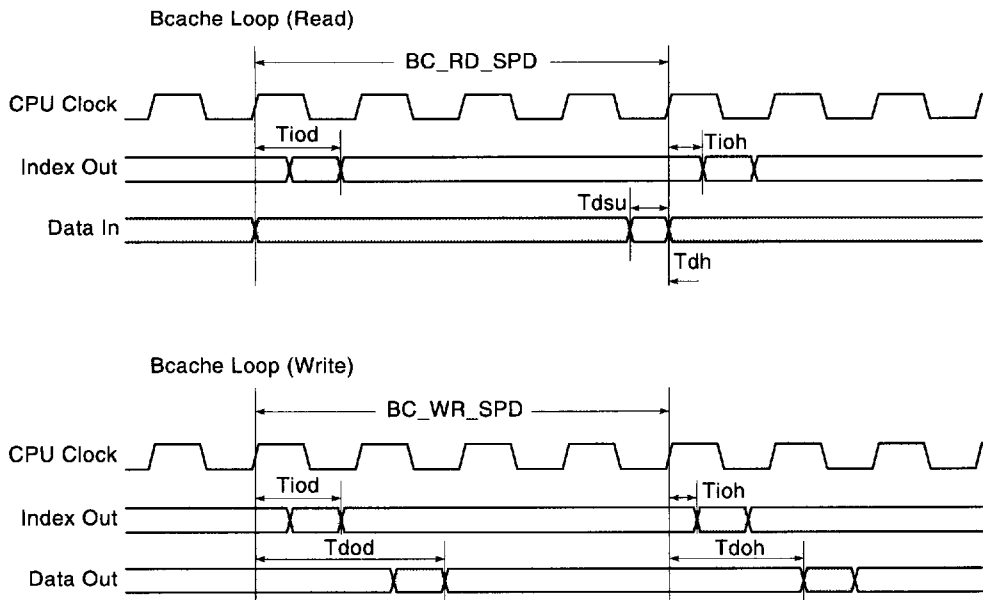 Bcache Loop (Read)
BC_RD_SPD
CPU Clock
Tiod
Tioh
Index Out
Tdsu
Data In
Tdh
Bcache Loop (Write)
BC_WR_SPD
CPU Clock
Tiod
Tioh
Index Out
Tdod
Tdoh
Data Out